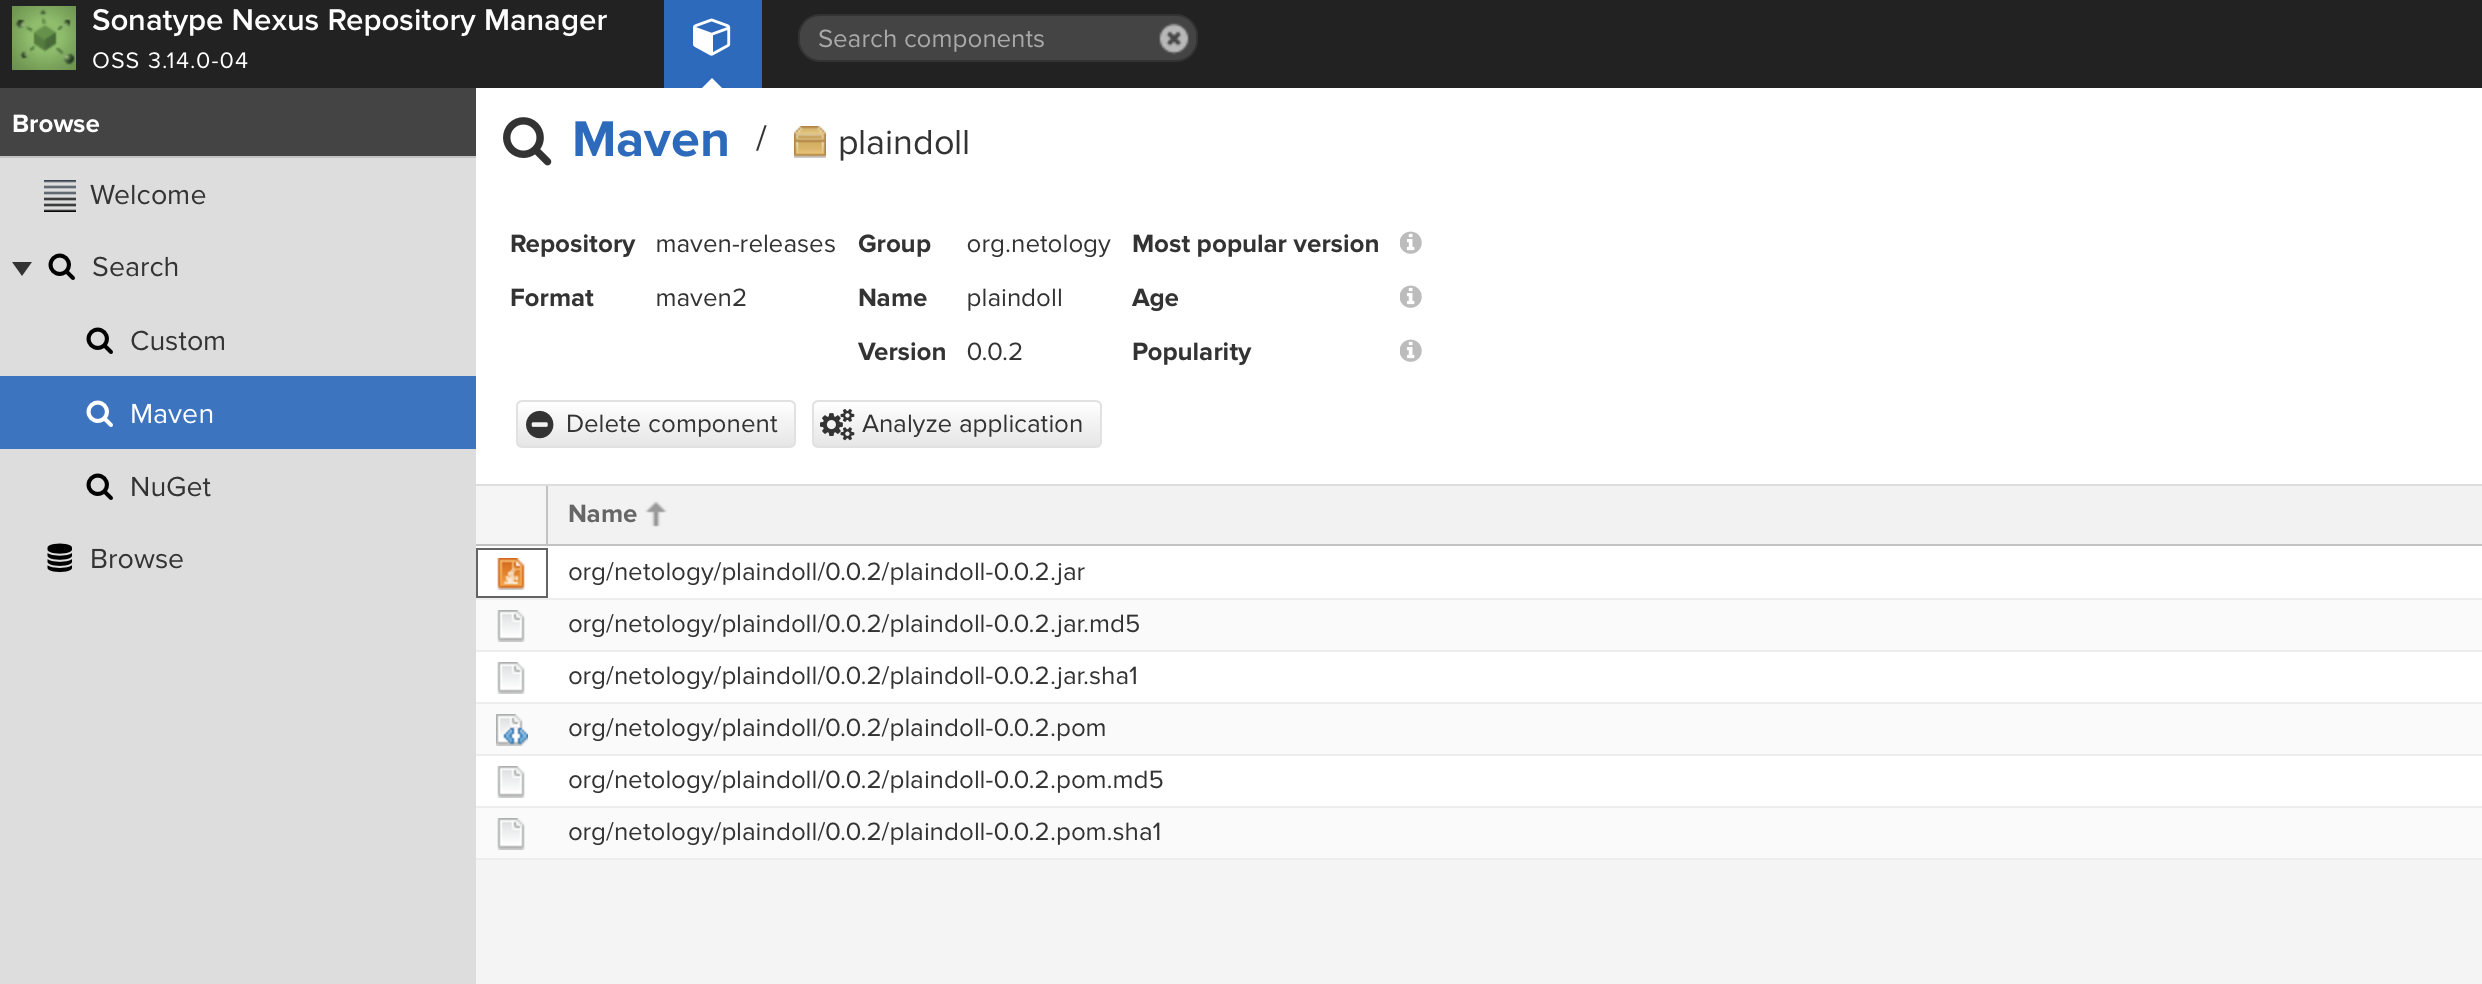 Sonatype Nexus Repository Manager
OSS 3.14.0-04
Search components
Browse
Welcome
Search
Custom
Maven
NuGet
Browse
Maven / plaindoll
Repository maven-releases Group org.netology Most popular version
Format maven2 Name plaindoll Age
Version 0.0.2 Popularity
Delete component Analyze application
Name
org/netology/plaindoll/0.0.2/plaindoll-0.0.2.jar
org/netology/plaindoll/0.0.2/plaindoll-0.0.2.jar.md5
org/netology/plaindoll/0.0.2/plaindoll-0.0.2.jar.sha1
org/netology/plaindoll/0.0.2/plaindoll-0.0.2.pom
org/netology/plaindoll/0.0.2/plaindoll-0.0.2.pom.md5
org/netology/plaindoll/0.0.2/plaindoll-0.0.2.pom.sha1